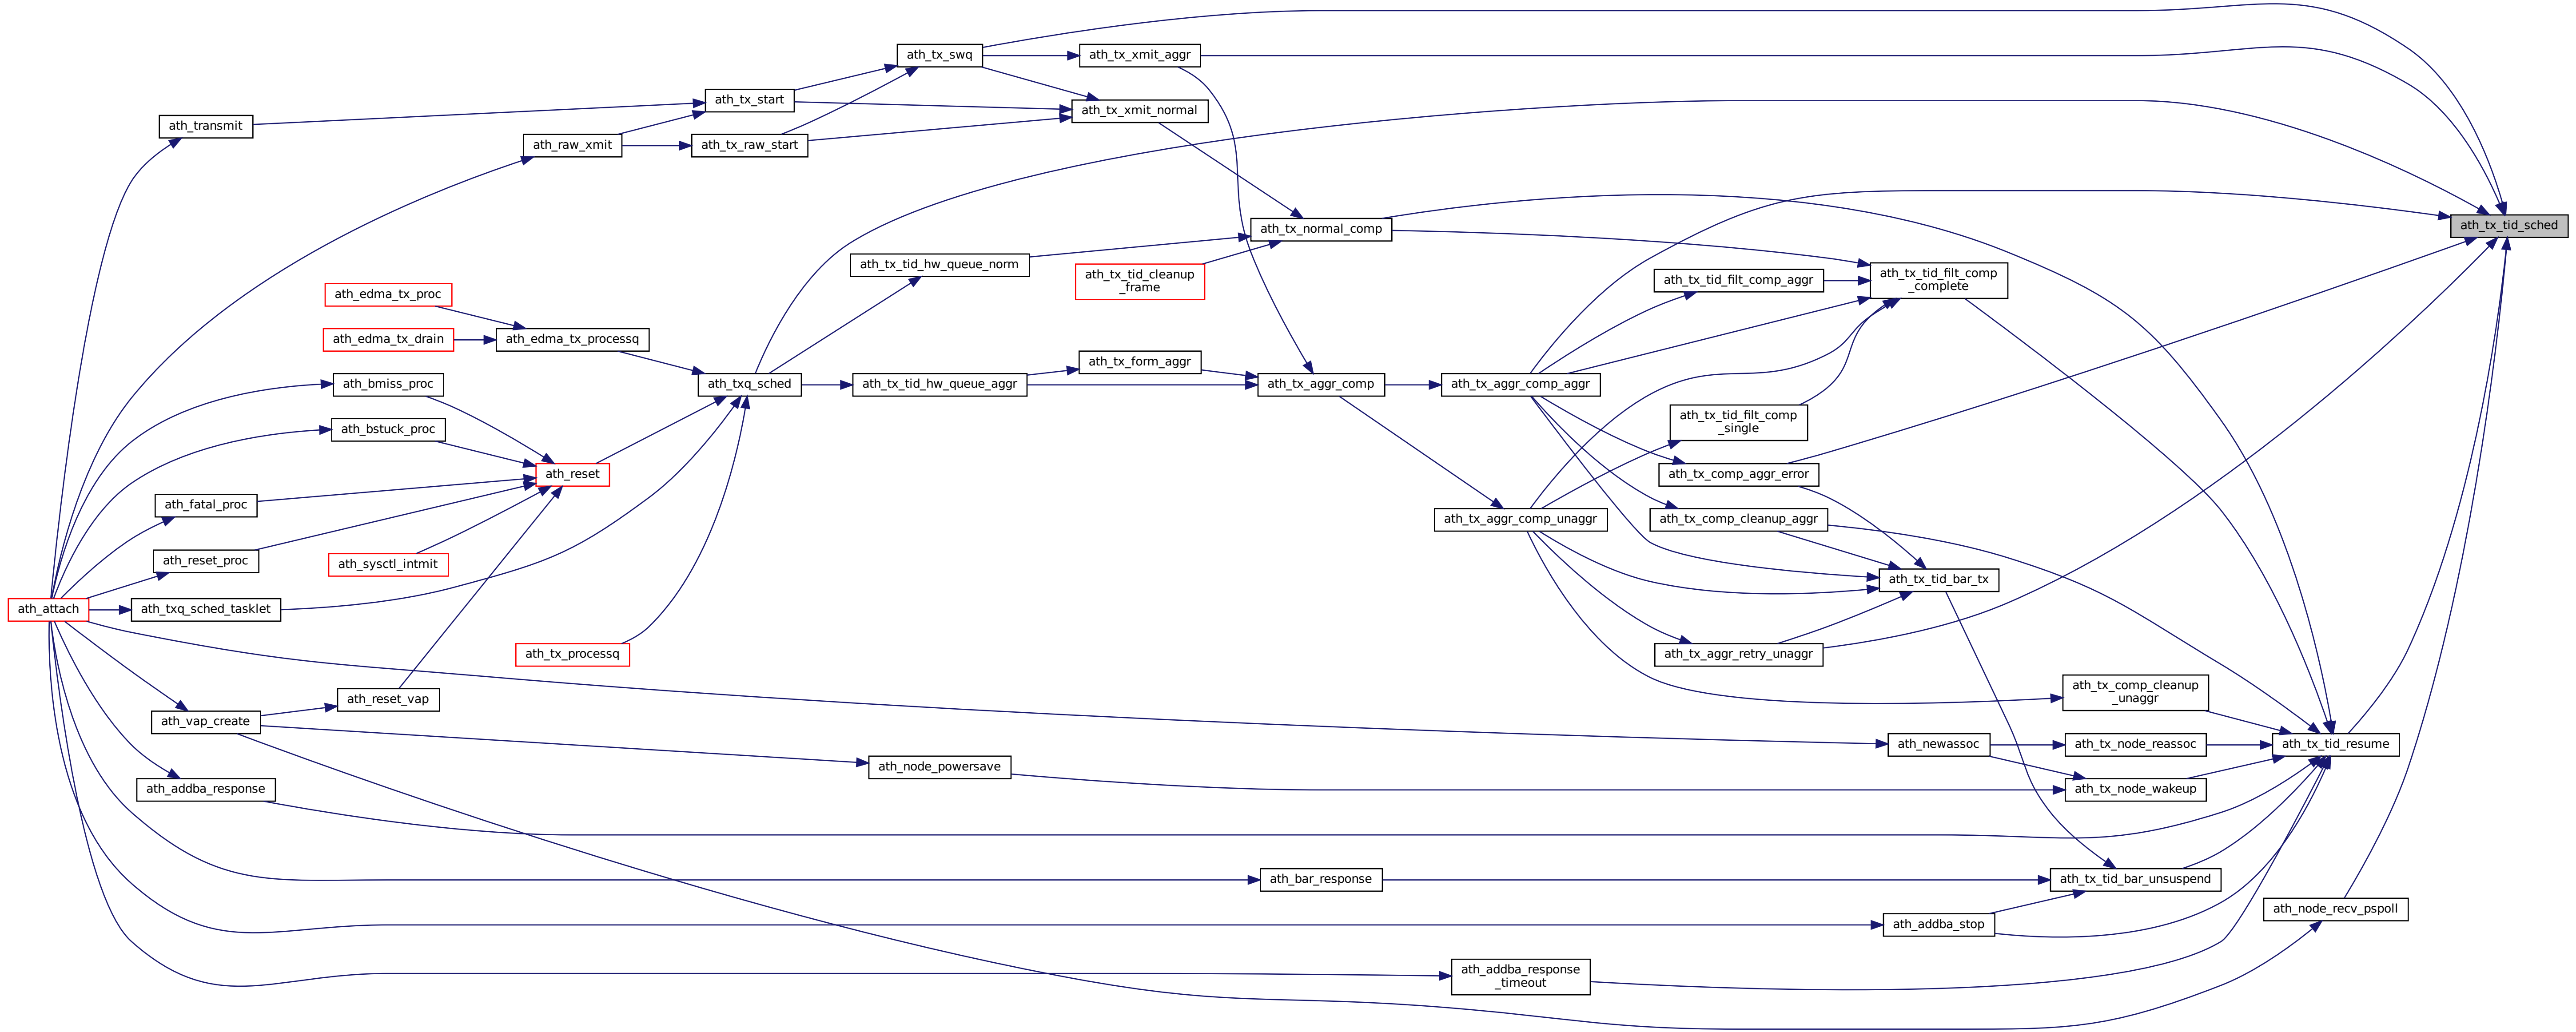 ath_tx_swq
ath_tx_xmit_aggr
ath_tx_start
ath_tx_xmit_normal
ath_transmit
ath_raw_xmit
ath_tx_raw_start
ath_tx_normal_comp
ath_tx_tid_sched
ath_tx_tid_hw_queue_norm
ath_tx_tid_cleanup
_frame
ath_tx_tid_filt_comp_aggr
ath_tx_tid_filt_comp
_complete
ath_edma_tx_proc
ath_edma_tx_drain
ath_edma_tx_processq
ath_tx_form_aggr
ath_bmiss_proc
ath_txq_sched
ath_tx_tid_hw_queue_aggr
ath_tx_aggr_comp
ath_tx_aggr_comp_aggr
ath_bstuck_proc
ath_tx_tid_filt_comp
_single
ath_reset
ath_tx_comp_aggr_error
ath_fatal_proc
ath_tx_aggr_comp_unaggr
ath_tx_comp_cleanup_aggr
ath_reset_proc
ath_sysctl_intmit
ath_tx_tid_bar_tx
ath_attach
ath_txq_sched_tasklet
ath_tx_processq
ath_tx_aggr_retry_unaggr
ath_reset_vap
ath_tx_comp_cleanup
_unaggr
ath_vap_create
ath_newassoc
ath_tx_node_reassoc
ath_tx_tid_resume
ath_node_powersave
ath_addba_response
ath_tx_node_wakeup
ath_bar_response
ath_tx_tid_bar_unsuspend
ath_node_recv_pspoll
ath_addba_stop
ath_addba_response
_timeout